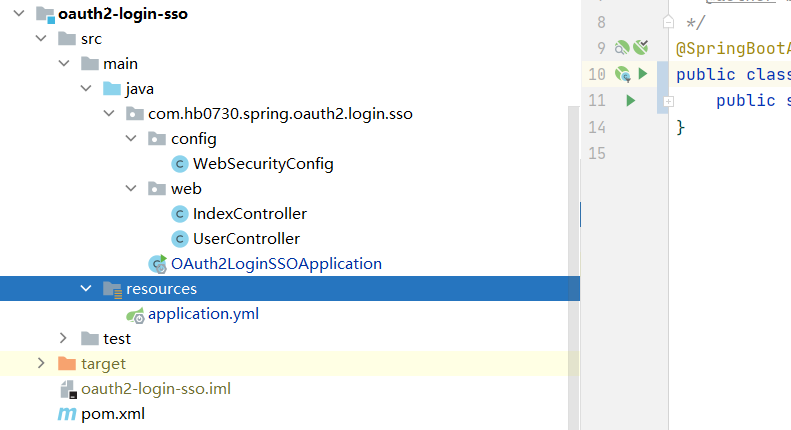 oauth2-login-sso
src
main
java
com.hb0730.spring.oauth2.login.sso
config
WebSecurityConfig
web
IndexController
UserController
OAuth2LoginSSOApplication
resources
application.yml
test
target
oauth2-login-sso.iml
pom.xml
8 */
9 @SpringBootA
10 public class
11 public s
14 }
15